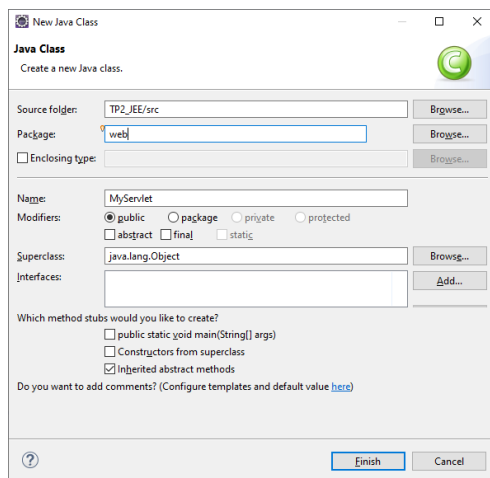 New Java Class
Java Class
Create a new Java class.
C
Source folder: TP2_JEE/src Browse...
Package: web Browse...
Enclosing type: Browse...
Name: MyServlet
Modifiers: public package private protected
abstract final static
Superclass: java.lang.Object Browse...
Interfaces: Add...
Which method stubs would you like to create?
public static void main(String[] args)
Constructors from superclass
Inherited abstract methods
Do you want to add comments? (Configure templates and default value here)
? Finish Cancel